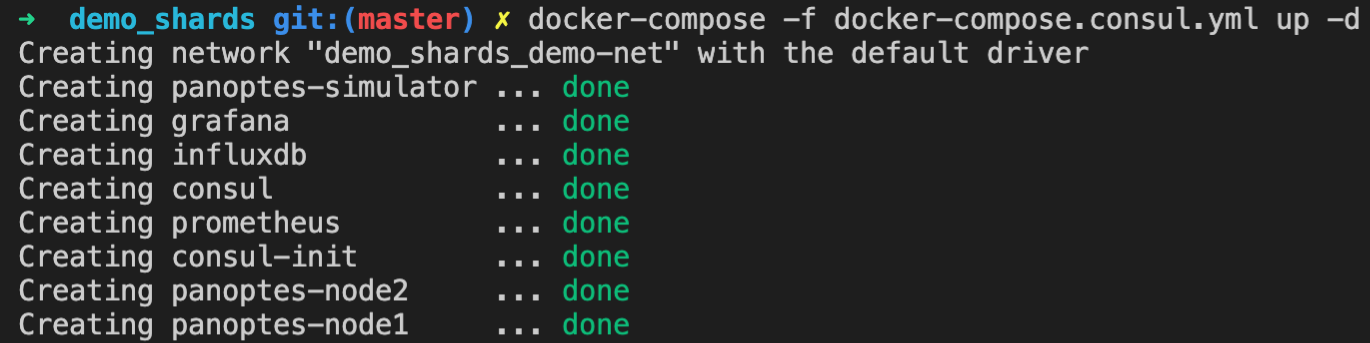 ➜  demo_shards git:(master) ✗ docker-compose -f docker-compose.consul.yml up -d
Creating network "demo_shards_demo-net" with the default driver
Creating panoptes-simulator ... done
Creating grafana            ... done
Creating influxdb           ... done
Creating consul             ... done
Creating prometheus         ... done
Creating consul-init        ... done
Creating panoptes-node2     ... done
Creating panoptes-node1     ... done